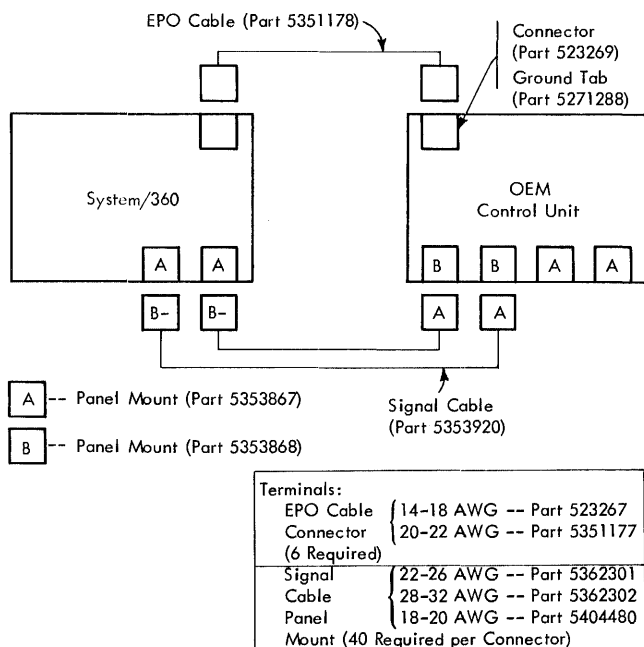 EPO Cable (Part 5351178)
Connector
(Part 523269)
Ground Tab
(Part 5271288)
System/360
OEM
Control Unit
A
A
B
B
A
A
B-
B-
A
A
A -- Panel Mount (Part 5353867)
B -- Panel Mount (Part 5353868)
Signal Cable
(Part 5353920)
Terminals:
EPO Cable 14-18 AWG -- Part 523267
Connector 20-22 AWG -- Part 5351177
(6 Required)
Signal 22-26 AWG -- Part 5362301
Cable 28-32 AWG -- Part 5362302
Panel 18-20 AWG -- Part 5404480
Mount (40 Required per Connector)